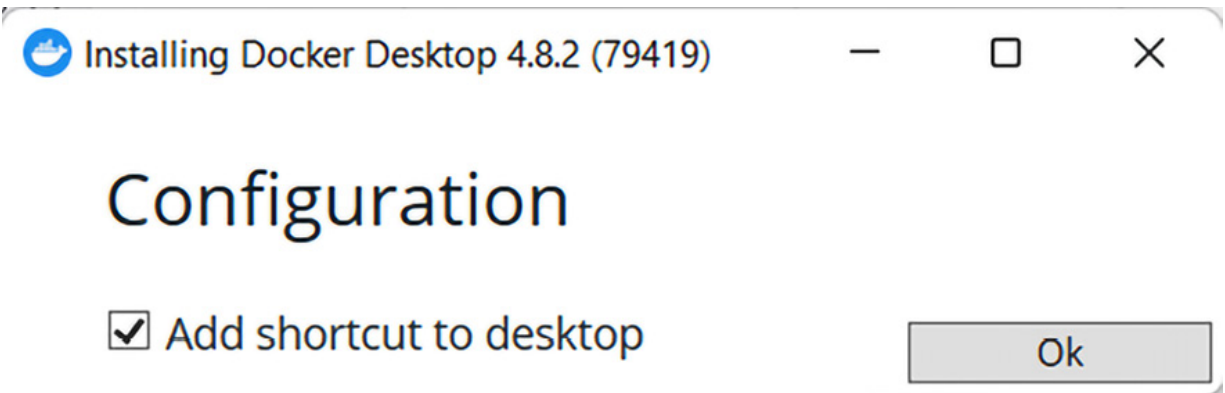 Installing Docker Desktop 4.8.2 (79419)
Configuration
Add shortcut to desktop
Ok